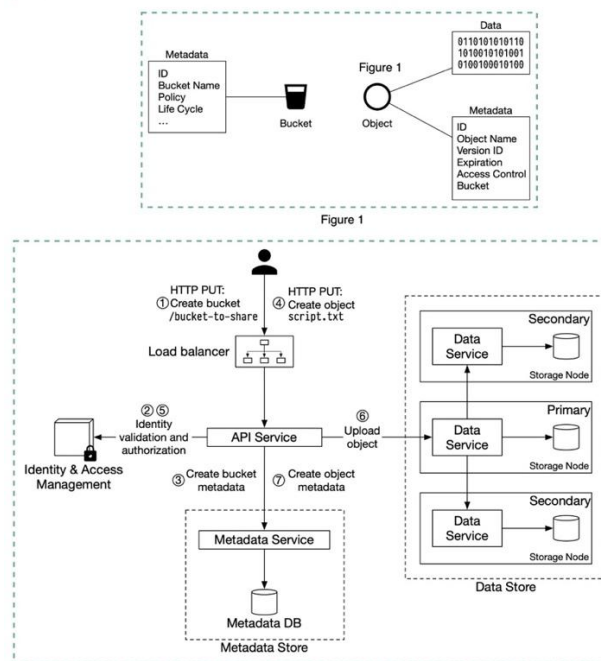 Metadata
ID
Bucket Name
Policy
Life Cycle
...
Bucket
Figure 1
Object
Data
0110101010110
1010010101001
0100100010100
Metadata
ID
Object Name
Version ID
Expiration
Access Control
Bucket
Figure 1
HTTP PUT:
① Create bucket
/bucket-to-share
HTTP PUT:
④ Create object
script.txt
Load balancer
② ⑤
Identity
validation and
authorization
Identity & Access
Management
API Service
⑥
Upload
object
③ Create bucket
metadata
⑦ Create object
metadata
Metadata Service
Metadata DB
Metadata Store
Secondary
Data
Service
Storage Node
Primary
Data
Service
Storage Node
Secondary
Data
Service
Storage Node
Data Store